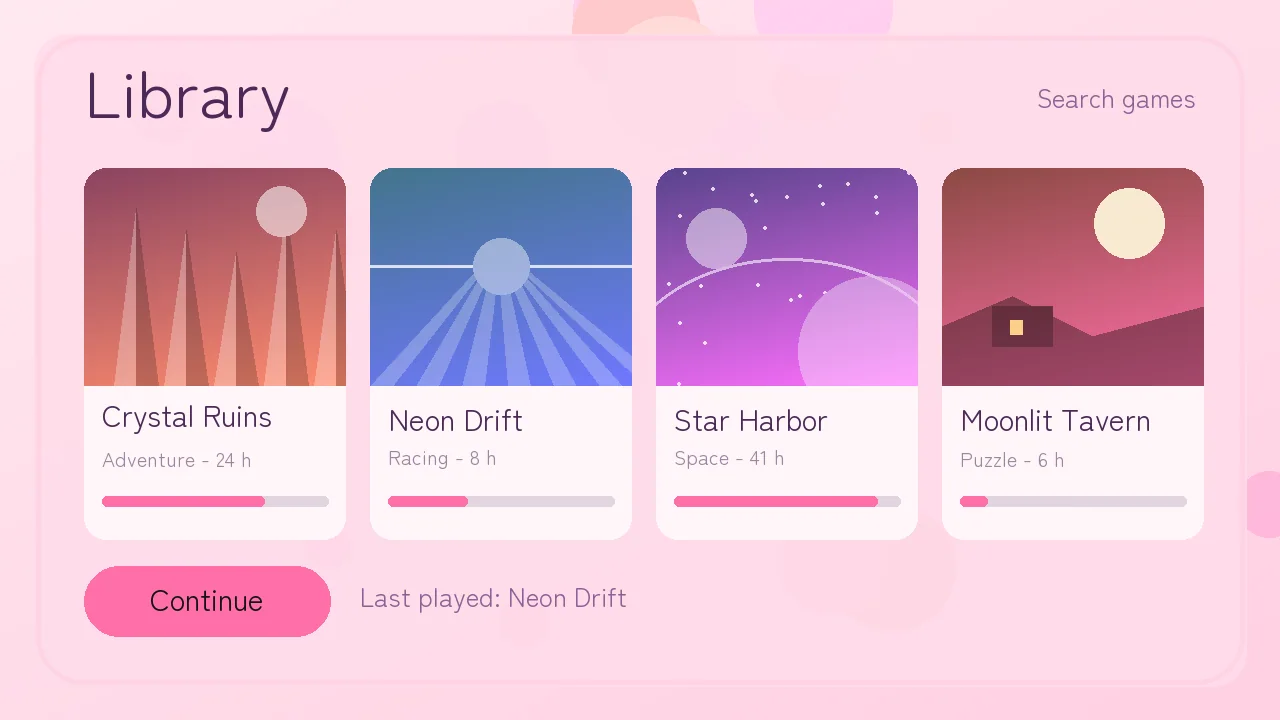 Library
Search games
Crystal Ruins
Adventure - 24 h
Neon Drift
Racing - 8 h
Star Harbor
Space - 41 h
Moonlit Tavern
Puzzle - 6 h
Continue
Last played: Neon Drift